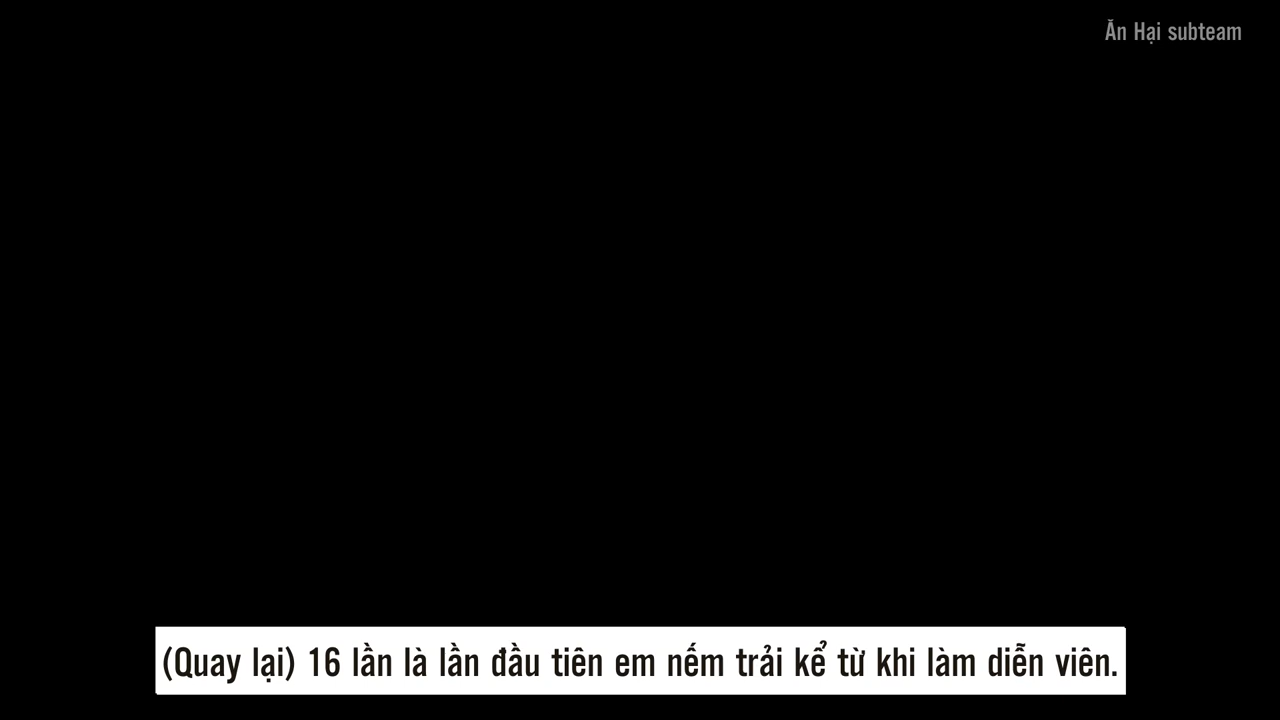 Ăn Hại subteam
(Quay lại) 16 lần là lần đầu tiên em nếm trải kể từ khi làm diễn viên.